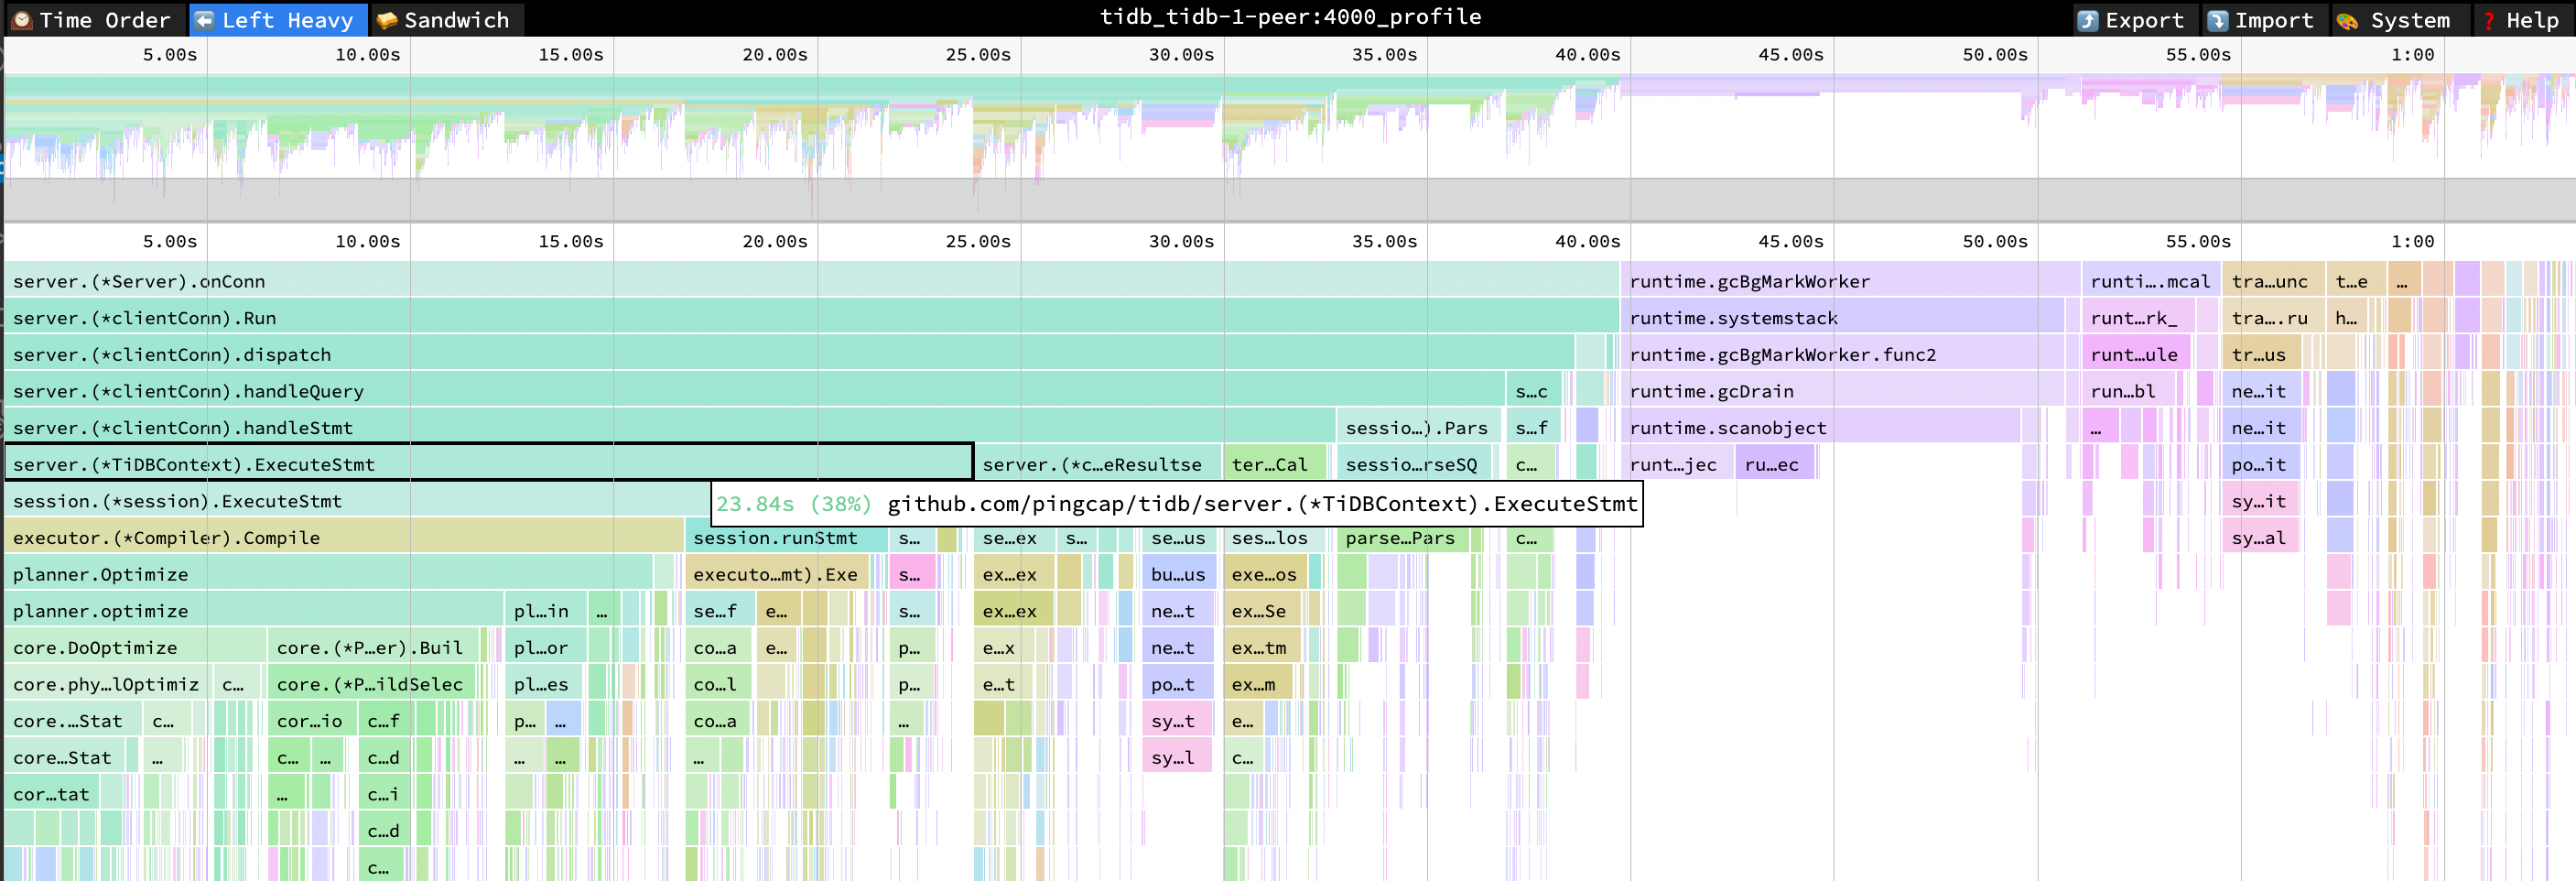 Time Order Left Heavy Sandwich tidb_tidb-1-peer:4000_profile Export Import System Help
5.00s 10.00s 15.00s 20.00s 25.00s 30.00s 35.00s 40.00s 45.00s 50.00s 55.00s 1:00
5.00s 10.00s 15.00s 20.00s 25.00s 30.00s 35.00s 40.00s 45.00s 50.00s 55.00s 1:00
server.(*Server).onConn runtime.gcBgMarkWorker runti….mcal tra…unc t…e …
server.(*clientConn).Run runtime.systemstack runt…rk_ tra….ru h…
server.(*clientConn).dispatch runtime.gcBgMarkWorker.func2 runt…ule tr…us
server.(*clientConn).handleQuery s…c runtime.gcDrain run…bl ne…it
server.(*clientConn).handleStmt sessio…).Pars s…f runtime.scanobject … ne…it
server.(*TiDBContext).ExecuteStmt server.(*c…eResultse ter…Cal sessio…rseSQ c… runt…jec ru…ec po…it
session.(*session).ExecuteStmt 23.84s (38%) github.com/pingcap/tidb/server.(*TiDBContext).ExecuteStmt sy…it
executor.(*Compiler).Compile session.runStmt s… se…ex s… se…us ses…los parse…Pars c… sy…al
planner.Optimize executo…mt).Exe s… ex…ex bu…us exe…os
planner.optimize pl…in … se…f e… s… ex…ex ne…t ex…Se
core.DoOptimize core.(*P…er).Buil pl…or co…a e… p… e…x ne…t ex…tm
core.phy…lOptimiz c… core.(*P…ildSelec pl…es co…l p… e…t po…t ex…m
core.…Stat c… cor…io c…f p… … co…a … sy…t e…
core…Stat … c… … c…d … … … sy…l c…
cor…tat … c…i
c…d
c…